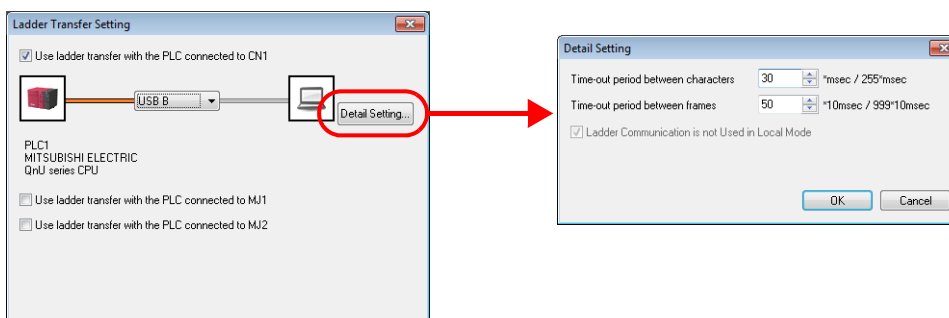 Ladder Transfer Setting
Use ladder transfer with the PLC connected to CN1
USB B
Detail Setting...
PLC1
MITSUBISHI ELECTRIC
QnU series CPU
Use ladder transfer with the PLC connected to MJ1
Use ladder transfer with the PLC connected to MJ2
Detail Setting
Time-out period between characters 30 *msec / 255*msec
Time-out period between frames 50 *10msec / 999*10msec
Ladder Communication is not Used in Local Mode
OK Cancel